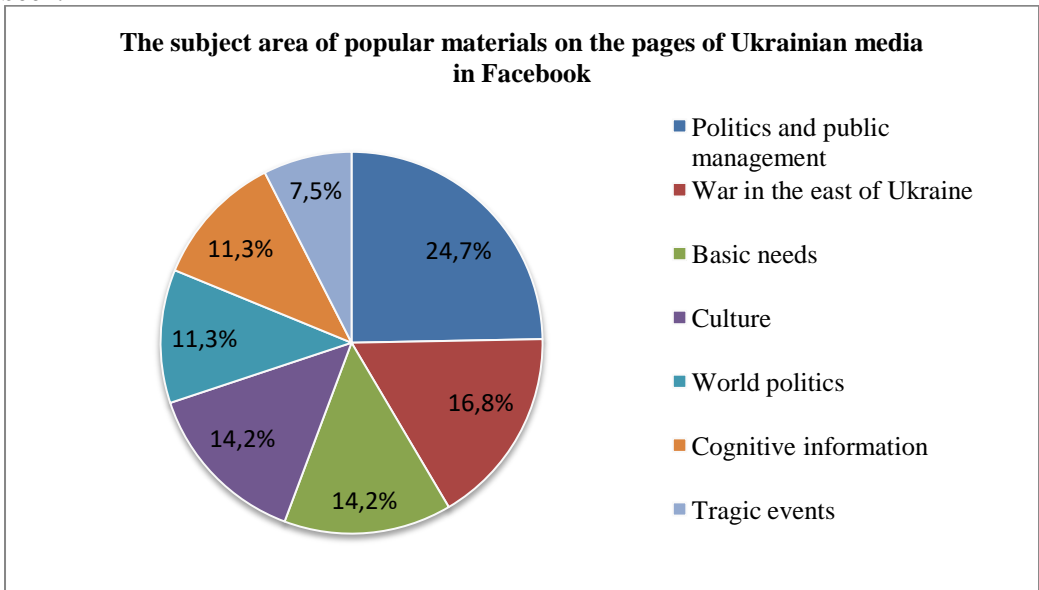 The subject area of popular materials on the pages of Ukrainian media
in Facebook
7,5%
24,7%
11,3%
11,3%
16,8%
14,2%
14,2%
Politics and public
management
War in the east of Ukraine
Basic needs
Culture
World politics
Cognitive information
Tragic events